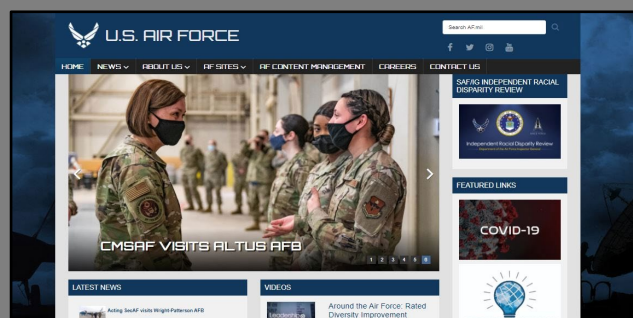 U.S. AIR FORCE
Search AF.mil
HOME NEWS ABOUT US AF SITES AF CONTENT MANAGEMENT CAREERS CONTACT US
CMSAF VISITS ALTUS AFB
1 2 3 4 5 6
SAF/IG INDEPENDENT RACIAL
DISPARITY REVIEW
Independent Racial Disparity Review
FEATURED LINKS
COVID-19
LATEST NEWS
Acting SecAF visits Wright-Patterson AFB
VIDEOS
Leadership
Around the Air Force: Rated
Diversity Improvement